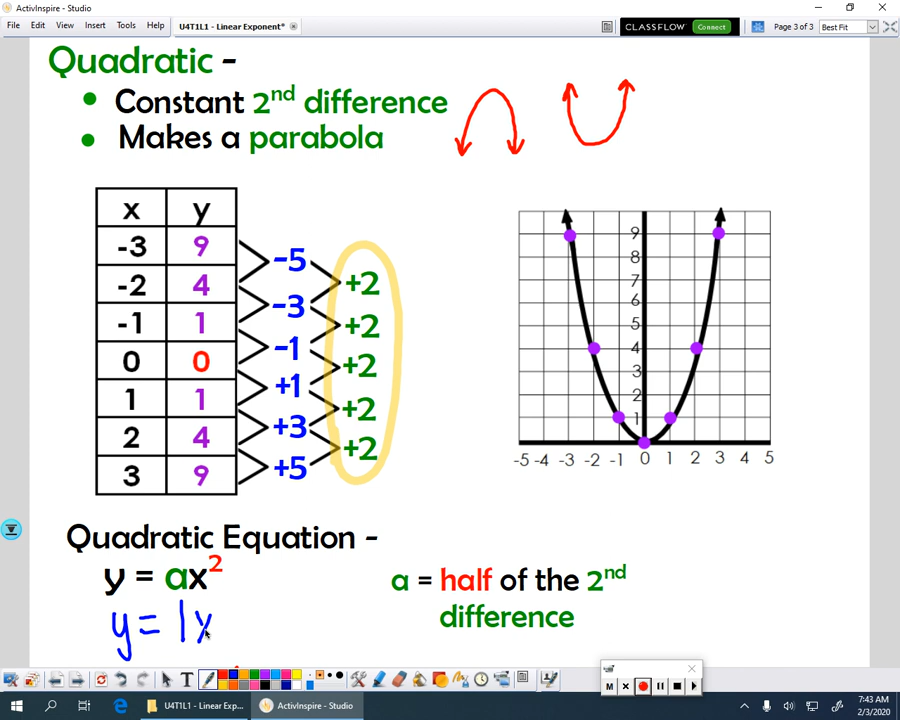 ActivInspire - Studio
File Edit View Insert Tools Help U4T1L1 - Linear Exponent* CLASSFLOW Connect Page 3 of 3 Best Fit
Quadratic -
• Constant 2nd difference
• Makes a parabola
x y
-3 9
-2 4
-1 1
0 0
1 1
2 4
3 9
-5
-3
-1
+1
+3
+5
+2
+2
+2
+2
+2
9
8
7
6
5
4
3
2
1
-5 -4 -3 -2 -1 0 1 2 3 4 5
Quadratic Equation -
y = ax2
y = 1x
a = half of the 2nd
difference
T
M
U4T1L1 - Linear Exp... ActivInspire - Studio
7:43 AM
2/3/2020